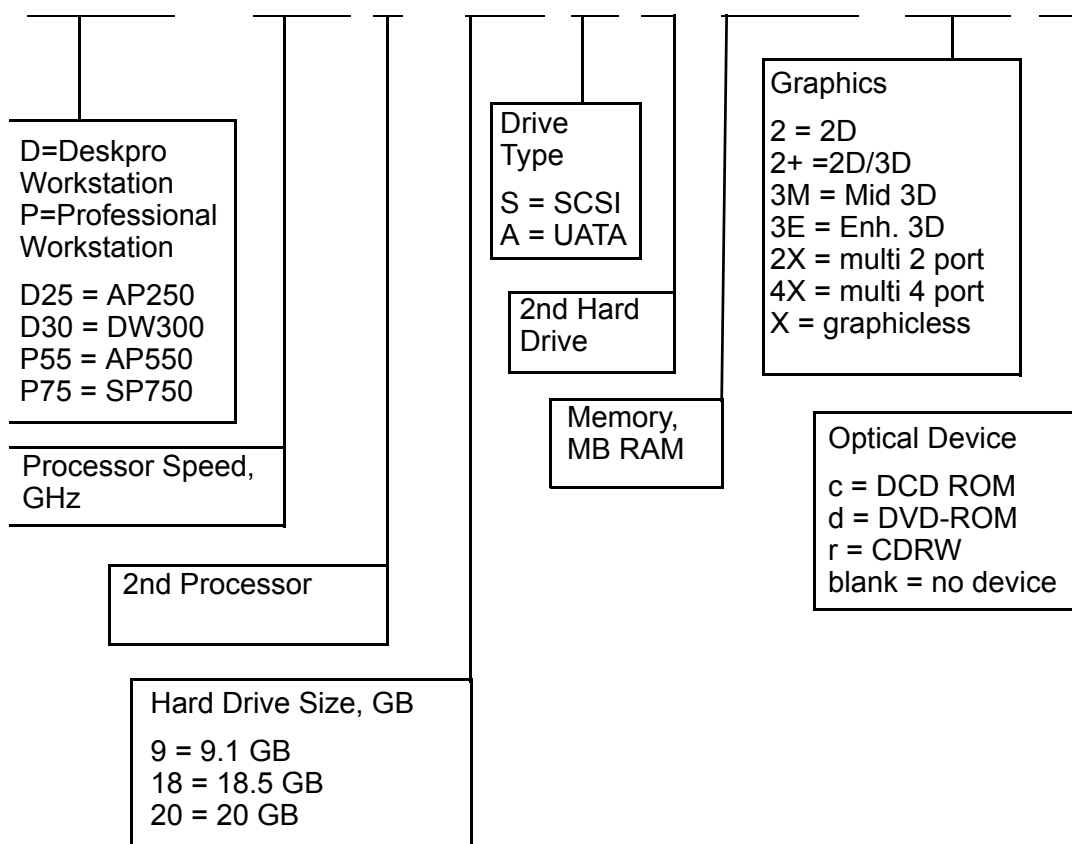 D=Deskpro
Workstation
P=Professional
Workstation
D25 = AP250
D30 = DW300
P55 = AP550
P75 = SP750
Processor Speed,
GHz
2nd Processor
Hard Drive Size, GB
9 = 9.1 GB
18 = 18.5 GB
20 = 20 GB
Drive
Type
S = SCSI
A = UATA
2nd Hard
Drive
Memory,
MB RAM
Graphics
2 = 2D
2+ =2D/3D
3M = Mid 3D
3E = Enh. 3D
2X = multi 2 port
4X = multi 4 port
X = graphicless
Optical Device
c = DCD ROM
d = DVD-ROM
r = CDRW
blank = no device